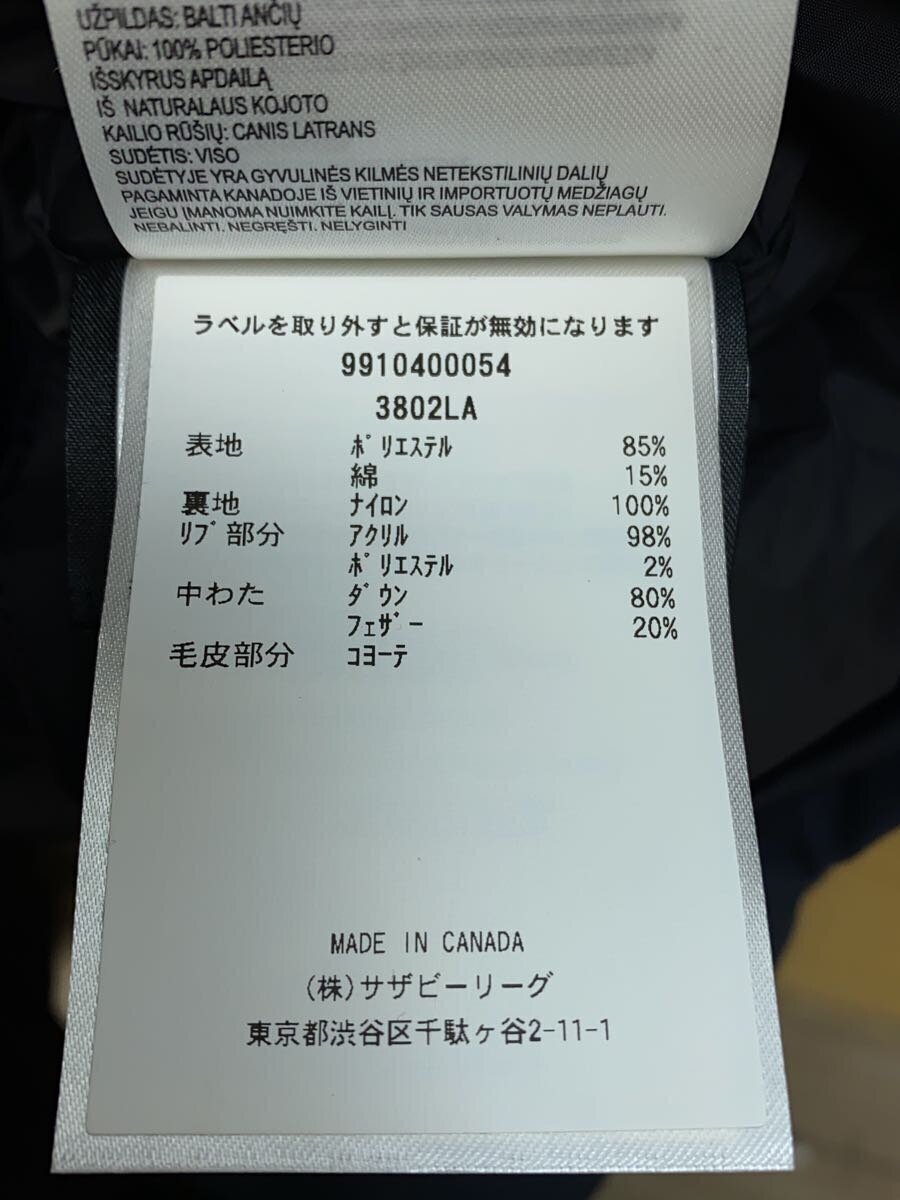 UŽPILDAS: BALTI ANČIŲ
PŪKAI: 100% POLIESTERIO
IŠSKYRUS APDAILĄ
IŠ NATURALAUS KOJOTO
KAILIO RŪŠIŲ: CANIS LATRANS
SUDĖTIS: VISO
SUDĖTYJE YRA GYVULINĖS KILMĖS NETEKSTILINIŲ DALIŲ
PAGAMINTA KANADOJE IŠ VIETINIŲ IR IMPORTUOTŲ MEDŽIAGŲ
JEIGU ĮMANOMA NUIMKITE KAILĮ. TIK SAUSAS VALYMAS NEPLAUTI.
NEBALINTI. NEGRĘŠTI. NELYGINTI
ラベルを取り外すと保証が無効になります
9910400054
3802LA
表地 ﾎﾟﾘｴｽﾃﾙ 85%
綿 15%
裏地 ﾅｲﾛﾝ 100%
ﾘﾌﾞ部分 ｱｸﾘﾙ 98%
ﾎﾟﾘｴｽﾃﾙ 2%
中わた ﾀﾞｳﾝ 80%
ﾌｪｻﾞｰ 20%
毛皮部分 ｺﾖｰﾃ
MADE IN CANADA
(株)サザビーリーグ
東京都渋谷区千駄ヶ谷2-11-1